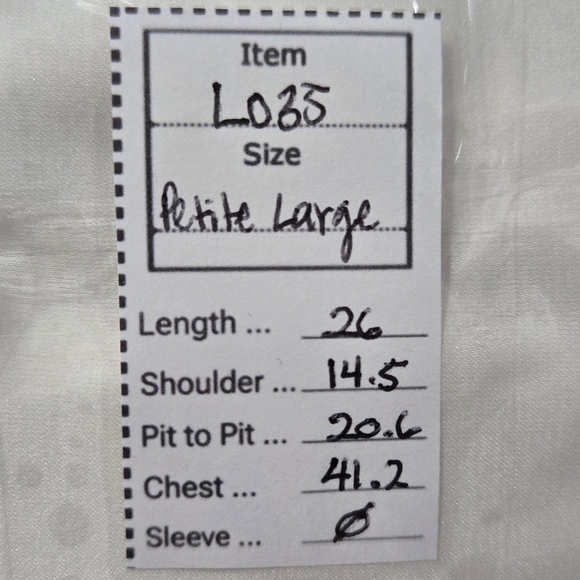 Item
L035
Size
Petite Large
Length ... 26
Shoulder ... 14.5
Pit to Pit ... 20.6
Chest ... 41.2
Sleeve ... Ø